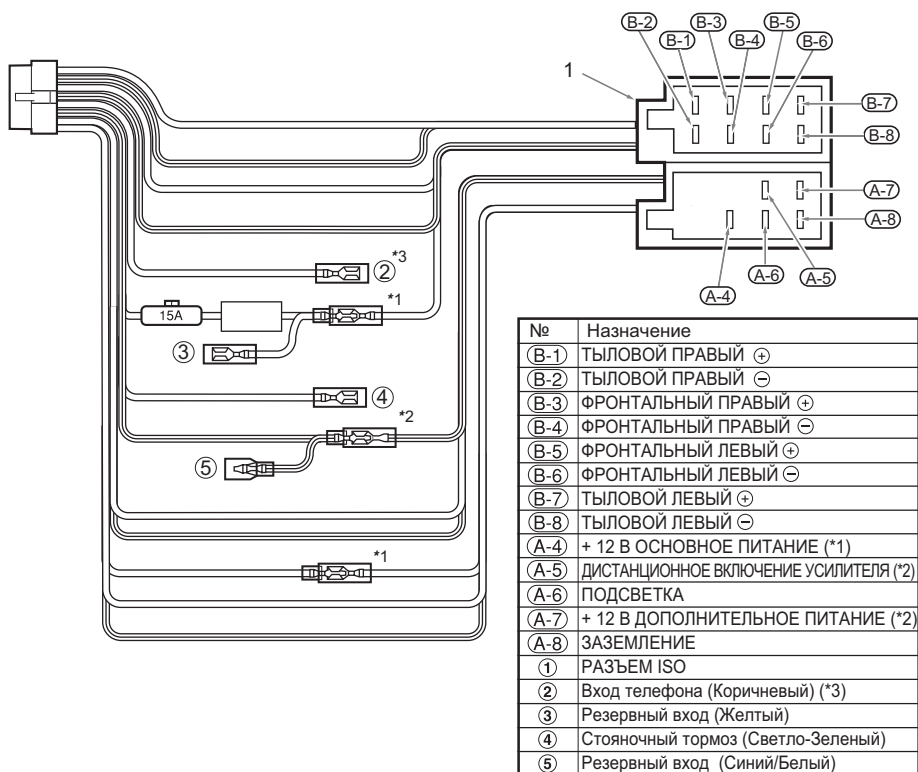 B-2
B-3
B-5
B-1
B-4
B-6
1
B-7
B-8
A-7
A-8
A-5
A-6
A-4
*3
2
*1
15A
3
4
*2
5
*1
№ Назначение
B-1 ТЫЛОВОЙ ПРАВЫЙ ⊕
B-2 ТЫЛОВОЙ ПРАВЫЙ ⊖
B-3 ФРОНТАЛЬНЫЙ ПРАВЫЙ ⊕
B-4 ФРОНТАЛЬНЫЙ ПРАВЫЙ ⊖
B-5 ФРОНТАЛЬНЫЙ ЛЕВЫЙ ⊕
B-6 ФРОНТАЛЬНЫЙ ЛЕВЫЙ ⊖
B-7 ТЫЛОВОЙ ЛЕВЫЙ ⊕
B-8 ТЫЛОВОЙ ЛЕВЫЙ ⊖
A-4 + 12 В ОСНОВНОЕ ПИТАНИЕ (*1)
A-5 ДИСТАНЦИОННОЕ ВКЛЮЧЕНИЕ УСИЛИТЕЛЯ (*2)
A-6 ПОДСВЕТКА
A-7 + 12 В ДОПОЛНИТЕЛЬНОЕ ПИТАНИЕ (*2)
A-8 ЗАЗЕМЛЕНИЕ
1 РАЗЪЕМ ISO
2 Вход телефона (Коричневый) (*3)
3 Резервный вход (Желтый)
4 Стояночный тормоз (Светло-Зеленый)
5 Резервный вход (Синий/Белый)